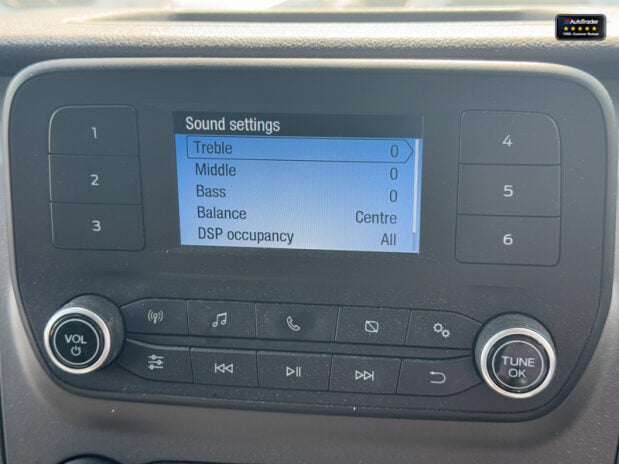 AutoTrader
Sound settings
Treble 0
Middle 0
Bass 0
Balance Centre
DSP occupancy All
1
2
3
4
5
6
VOL
TUNE
OK